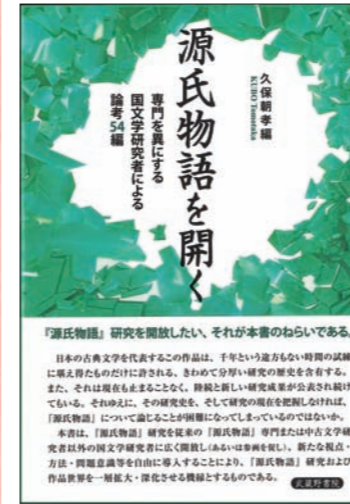 源氏物語を開く
久保朝孝編
KUBO Tomotaka
専門を異にする
国文学研究者による
論考54編
『源氏物語』研究を開放したい、それが本書のねらいである。
日本の古典文学を代表するこの作品は、千年という途方もない時間の試練
に堪え得たものだけに許される、きわめて分厚い研究の歴史を含有する。
また、それは現在も止まることなく、陸続と新しい研究成果が公表され続け
てもいる。それゆえに、その研究史を、そして研究の現在を把握しなければ、
『源氏物語』について論じることが困難になってしまっているのではないか。
本書は、『源氏物語』研究を従来の『源氏物語』専門または中古文学研
究者以外の国文学研究者に広く開放し(あるいは参画を促し)、新たな視点・
方法・問題意識等を自由に導入することにより、『源氏物語』研究および
作品世界を一層拡大・深化させる機縁とするものである。
武蔵野書院